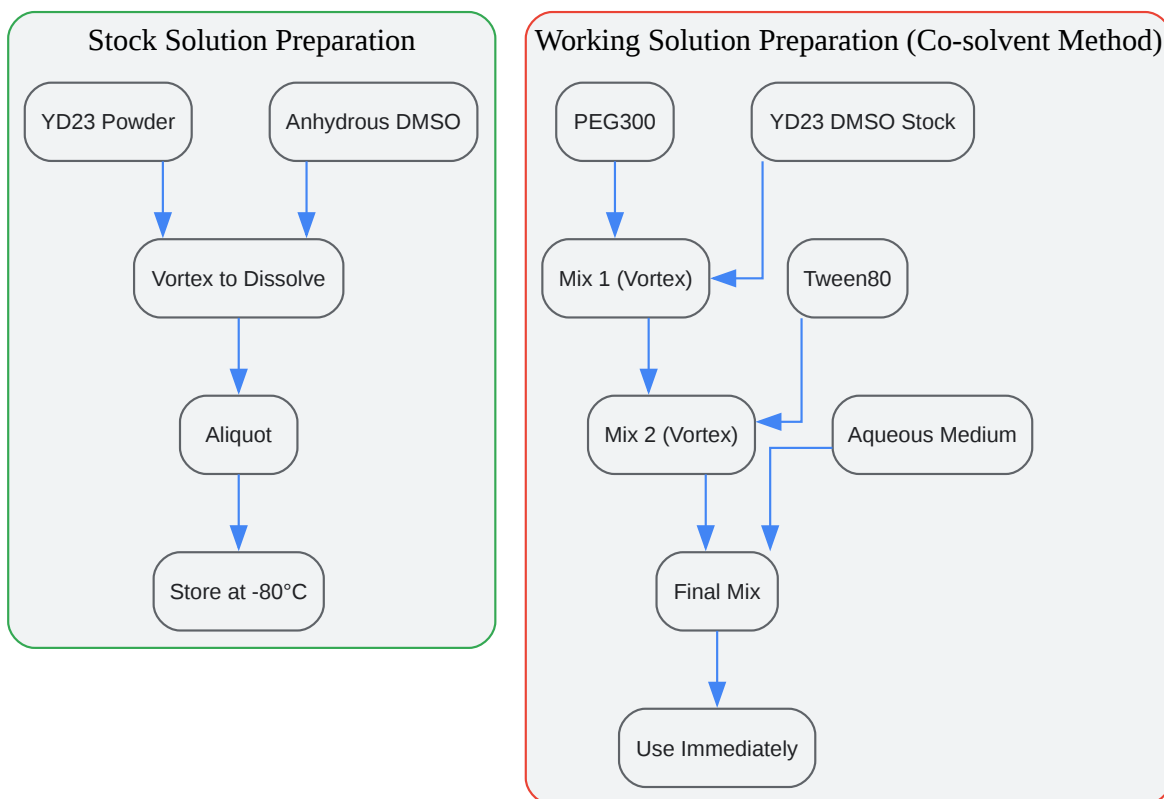 Stock Solution Preparation
YD23 Powder
Anhydrous DMSO
Vortex to Dissolve
Aliquot
Store at -80°C
Working Solution Preparation (Co-solvent Method)
PEG300
YD23 DMSO Stock
Mix 1 (Vortex)
Tween80
Mix 2 (Vortex)
Aqueous Medium
Final Mix
Use Immediately